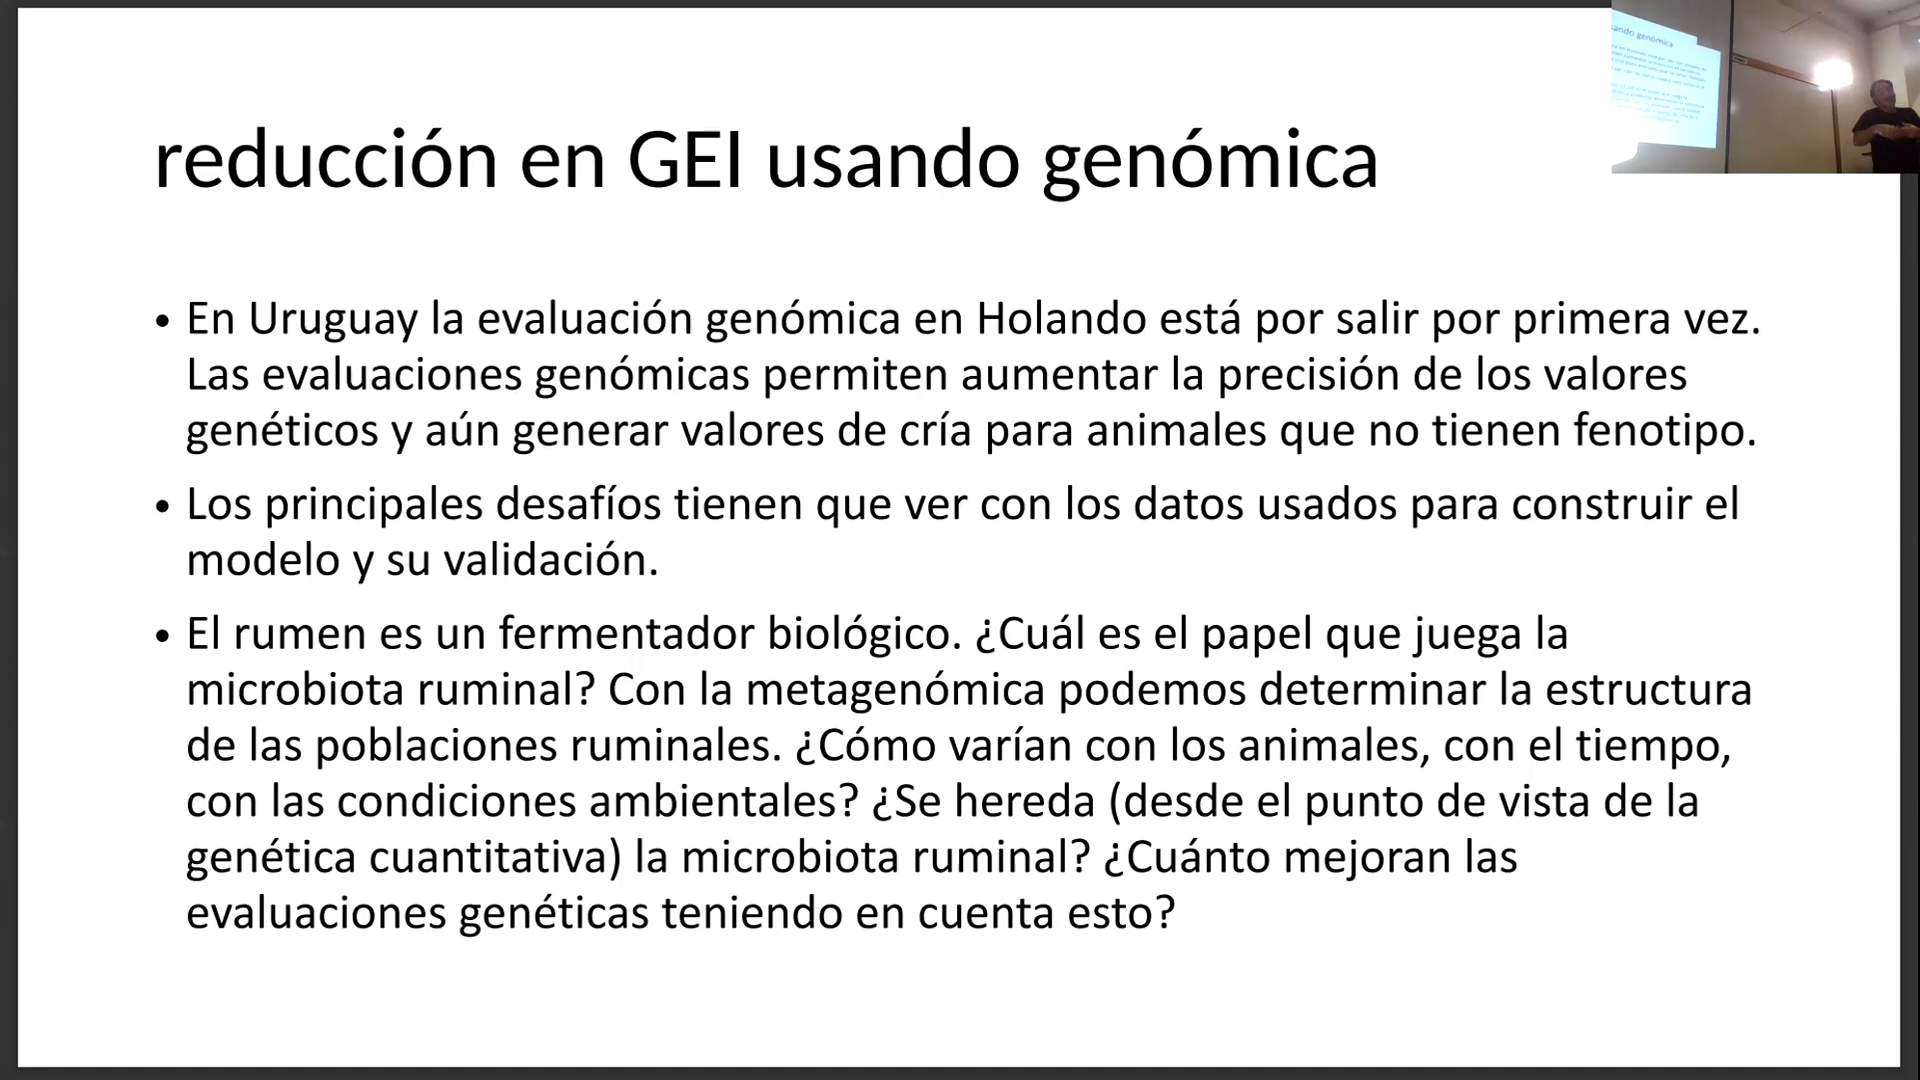 reducción en GEI usando genómica
• En Uruguay la evaluación genómica en Holando está por salir por primera vez.
Las evaluaciones genómicas permiten aumentar la precisión de los valores
genéticos y aún generar valores de cría para animales que no tienen fenotipo.
• Los principales desafíos tienen que ver con los datos usados para construir el
modelo y su validación.
• El rumen es un fermentador biológico. ¿Cuál es el papel que juega la
microbiota ruminal? Con la metagenómica podemos determinar la estructura
de las poblaciones ruminales. ¿Cómo varían con los animales, con el tiempo,
con las condiciones ambientales? ¿Se hereda (desde el punto de vista de la
genética cuantitativa) la microbiota ruminal? ¿Cuánto mejoran las
evaluaciones genéticas teniendo en cuenta esto?
genómica